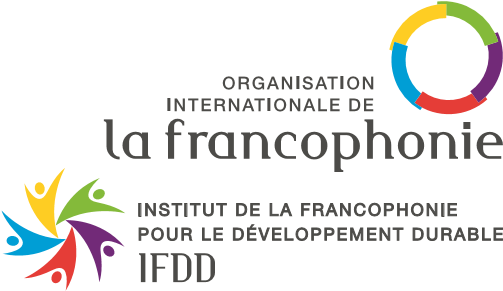 ORGANISATION
INTERNATIONALE DE
la francophonie
INSTITUT DE LA FRANCOPHONIE
POUR LE DÉVELOPPEMENT DURABLE
IFDD